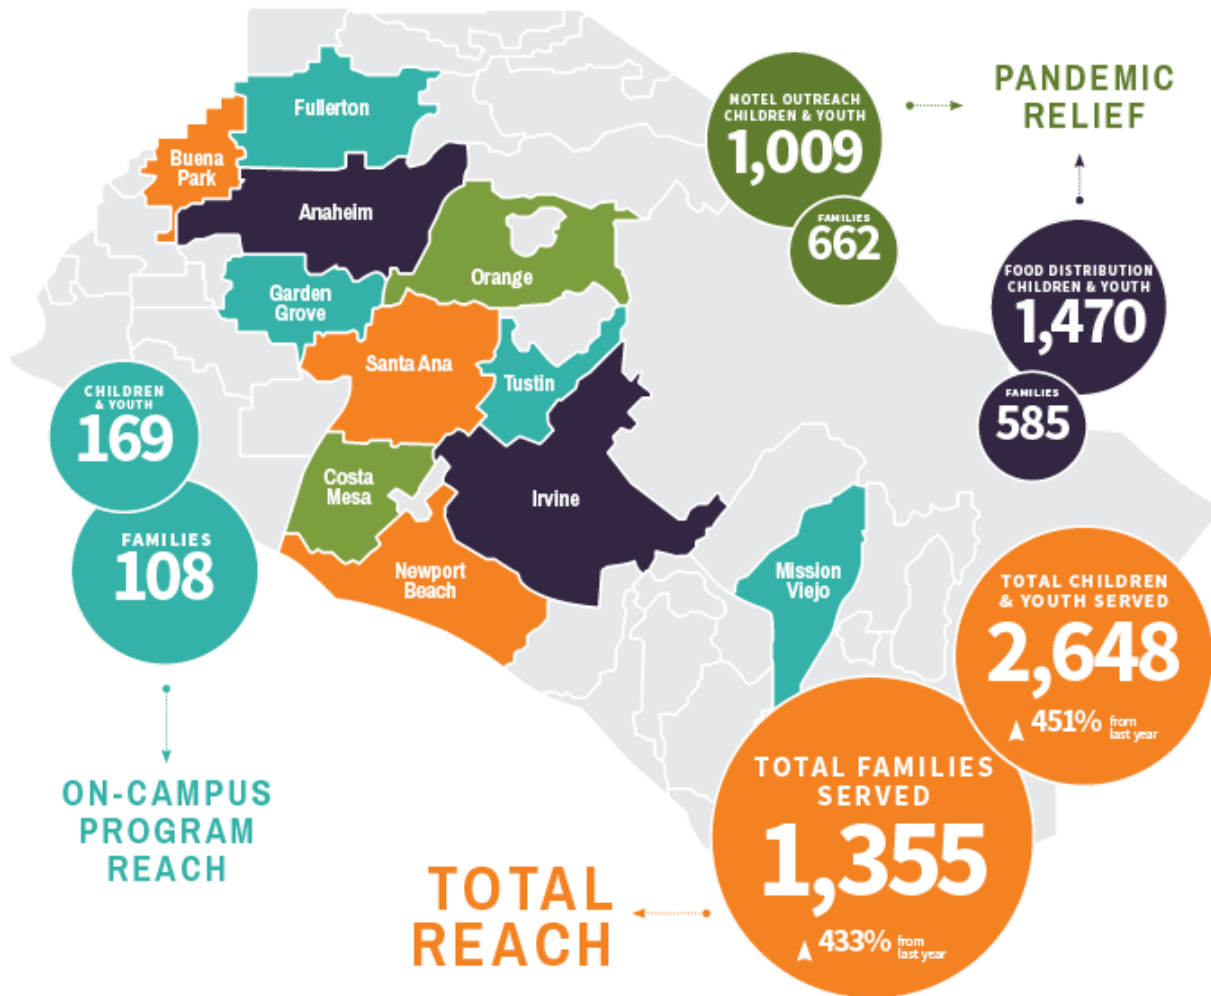 Fullerton
Buena
Park
Anaheim
Orange
Garden
Grove
Santa Ana
Tustin
Costa
Mesa
Irvine
Newport
Beach
Mission
Viejo
MOTEL OUTREACH
CHILDREN & YOUTH
1,009
FAMILIES
662
PANDEMIC
RELIEF
FOOD DISTRIBUTION
CHILDREN & YOUTH
1,470
FAMILIES
585
CHILDREN
& YOUTH
169
FAMILIES
108
ON-CAMPUS
PROGRAM
REACH
TOTAL CHILDREN
& YOUTH SERVED
2,648
451% from
last year
TOTAL FAMILIES
SERVED
1,355
433% from
last year
TOTAL
REACH